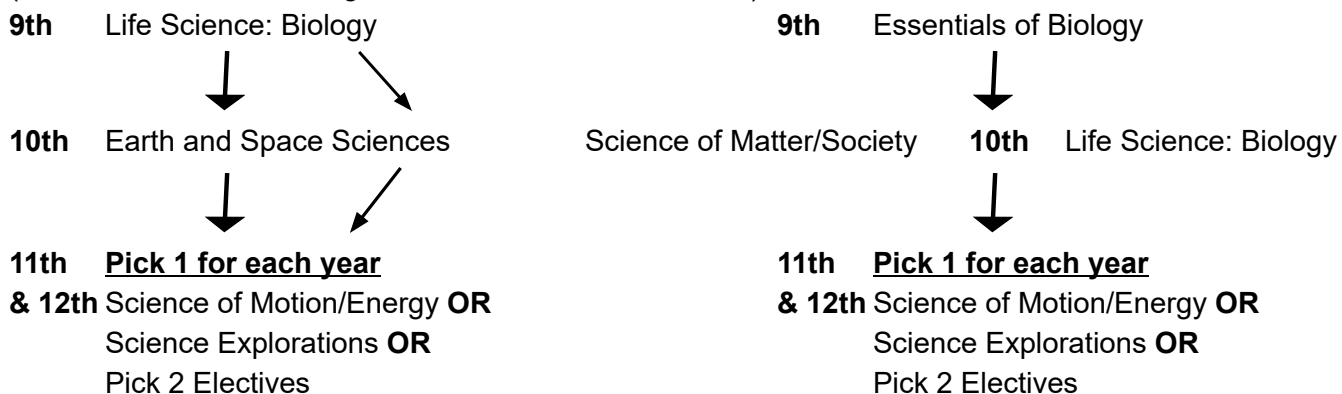 9th Life Science: Biology
10th Earth and Space Sciences Science of Matter/Society
11th Pick 1 for each year
& 12th Science of Motion/Energy OR
Science Explorations OR
Pick 2 Electives
9th Essentials of Biology
10th Life Science: Biology
11th Pick 1 for each year
& 12th Science of Motion/Energy OR
Science Explorations OR
Pick 2 Electives